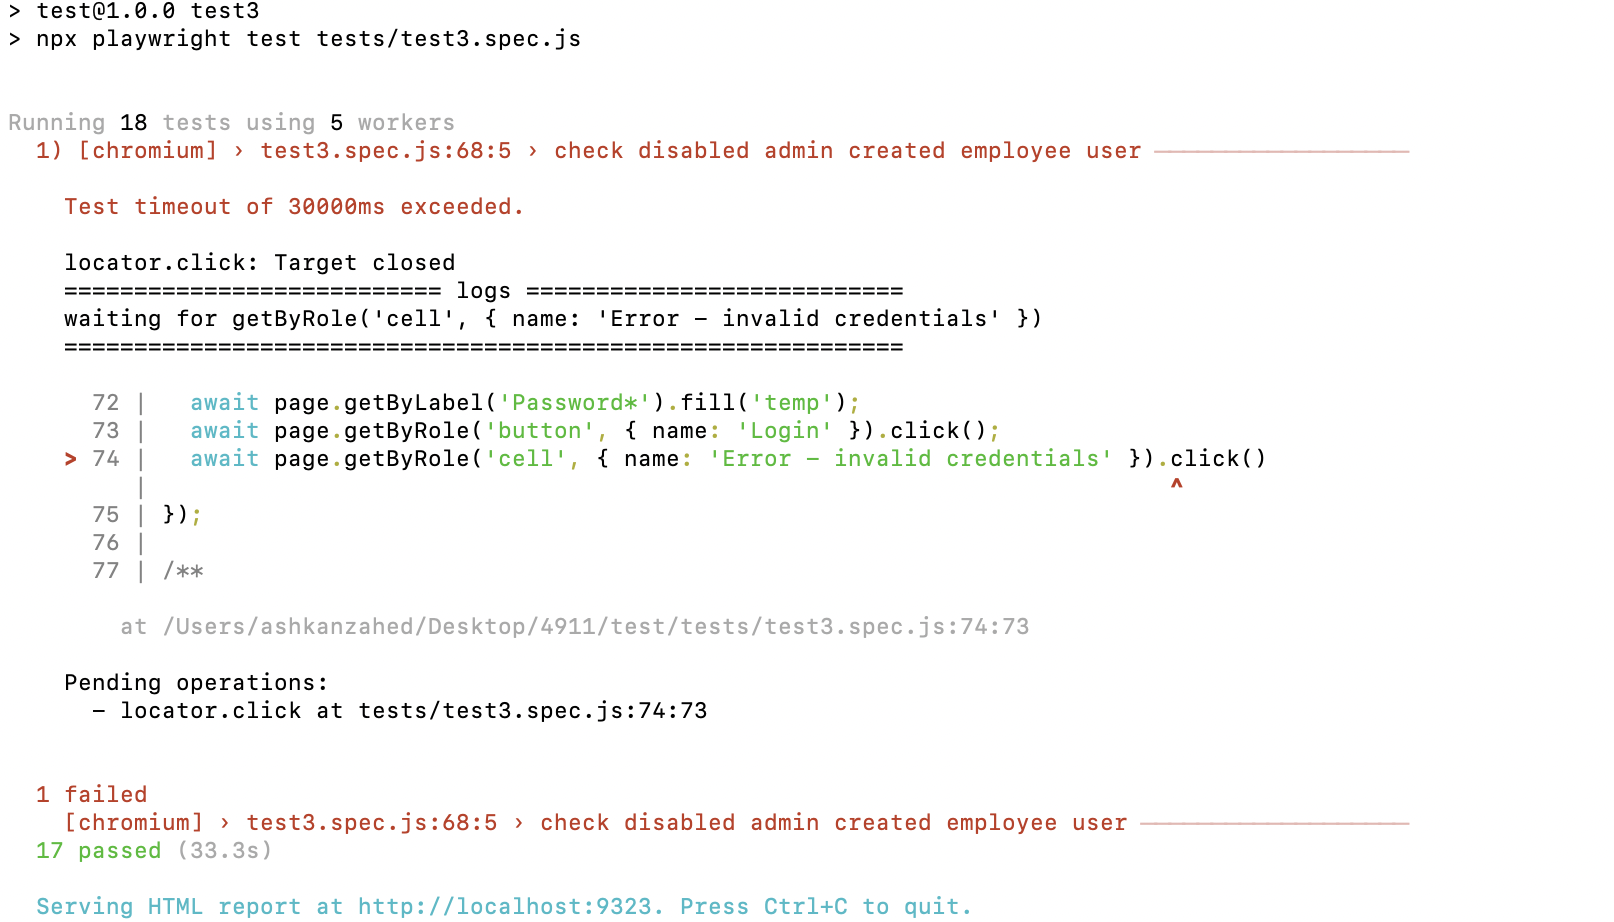 > test@1.0.0 test3
> npx playwright test tests/test3.spec.js
Running 18 tests using 5 workers
1) [chromium] › test3.spec.js:68:5 › check disabled admin created employee user ───────────────────
Test timeout of 30000ms exceeded.
locator.click: Target closed
=========================== logs ===========================
waiting for getByRole('cell', { name: 'Error - invalid credentials' })
============================================================
72 |   await page.getByLabel('Password*').fill('temp');
73 |   await page.getByRole('button', { name: 'Login' }).click();
> 74 |   await page.getByRole('cell', { name: 'Error - invalid credentials' }).click()
|                                                                          ^
75 | });
76 |
77 | /**
at /Users/ashkanzahed/Desktop/4911/test/tests/test3.spec.js:74:73
Pending operations:
- locator.click at tests/test3.spec.js:74:73
1 failed
[chromium] › test3.spec.js:68:5 › check disabled admin created employee user ────────────────────
17 passed (33.3s)
Serving HTML report at http://localhost:9323. Press Ctrl+C to quit.